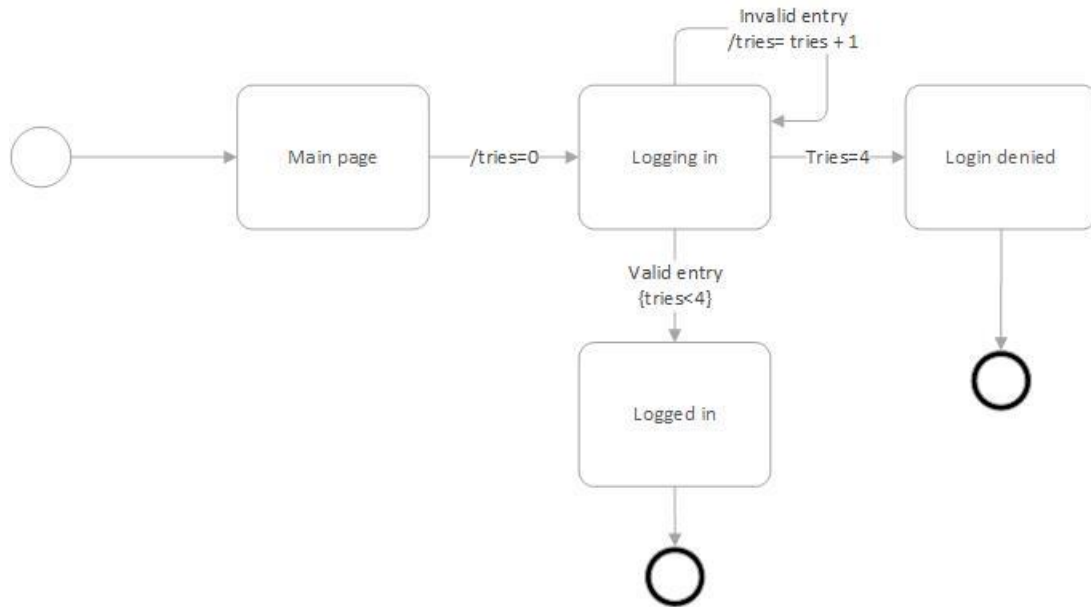 Invalid entry
/tries= tries + 1
Main page
/tries=0
Logging in
Tries=4
Login denied
Valid entry
{tries<4}
Logged in